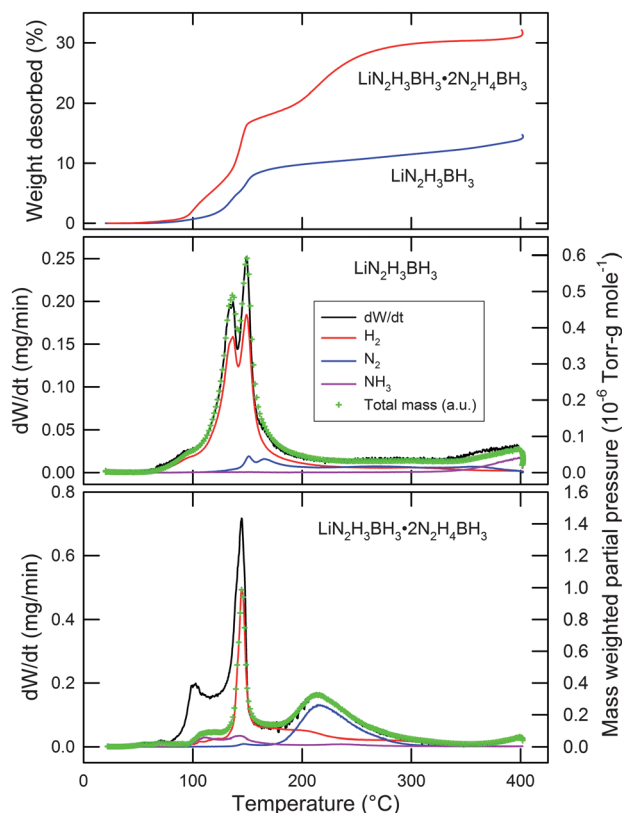 Weight desorbed (%)
30
20
10
0
LiN₂H₃BH₃•2N₂H₄BH₃
LiN₂H₃BH₃
dW/dt (mg/min)
0.25
0.20
0.15
0.10
0.05
0.00
LiN₂H₃BH₃
dW/dt
H₂
N₂
NH₃
Total mass (a.u.)
0.6
0.5
0.4
0.3
0.2
0.1
0.0
Mass weighted partial pressure (10⁻⁶ Torr-g mole⁻¹)
dW/dt (mg/min)
0.8
0.6
0.4
0.2
0.0
LiN₂H₃BH₃•2N₂H₄BH₃
1.6
1.4
1.2
1.0
0.8
0.6
0.4
0.2
0.0
0 100 200 300 400
Temperature (°C)